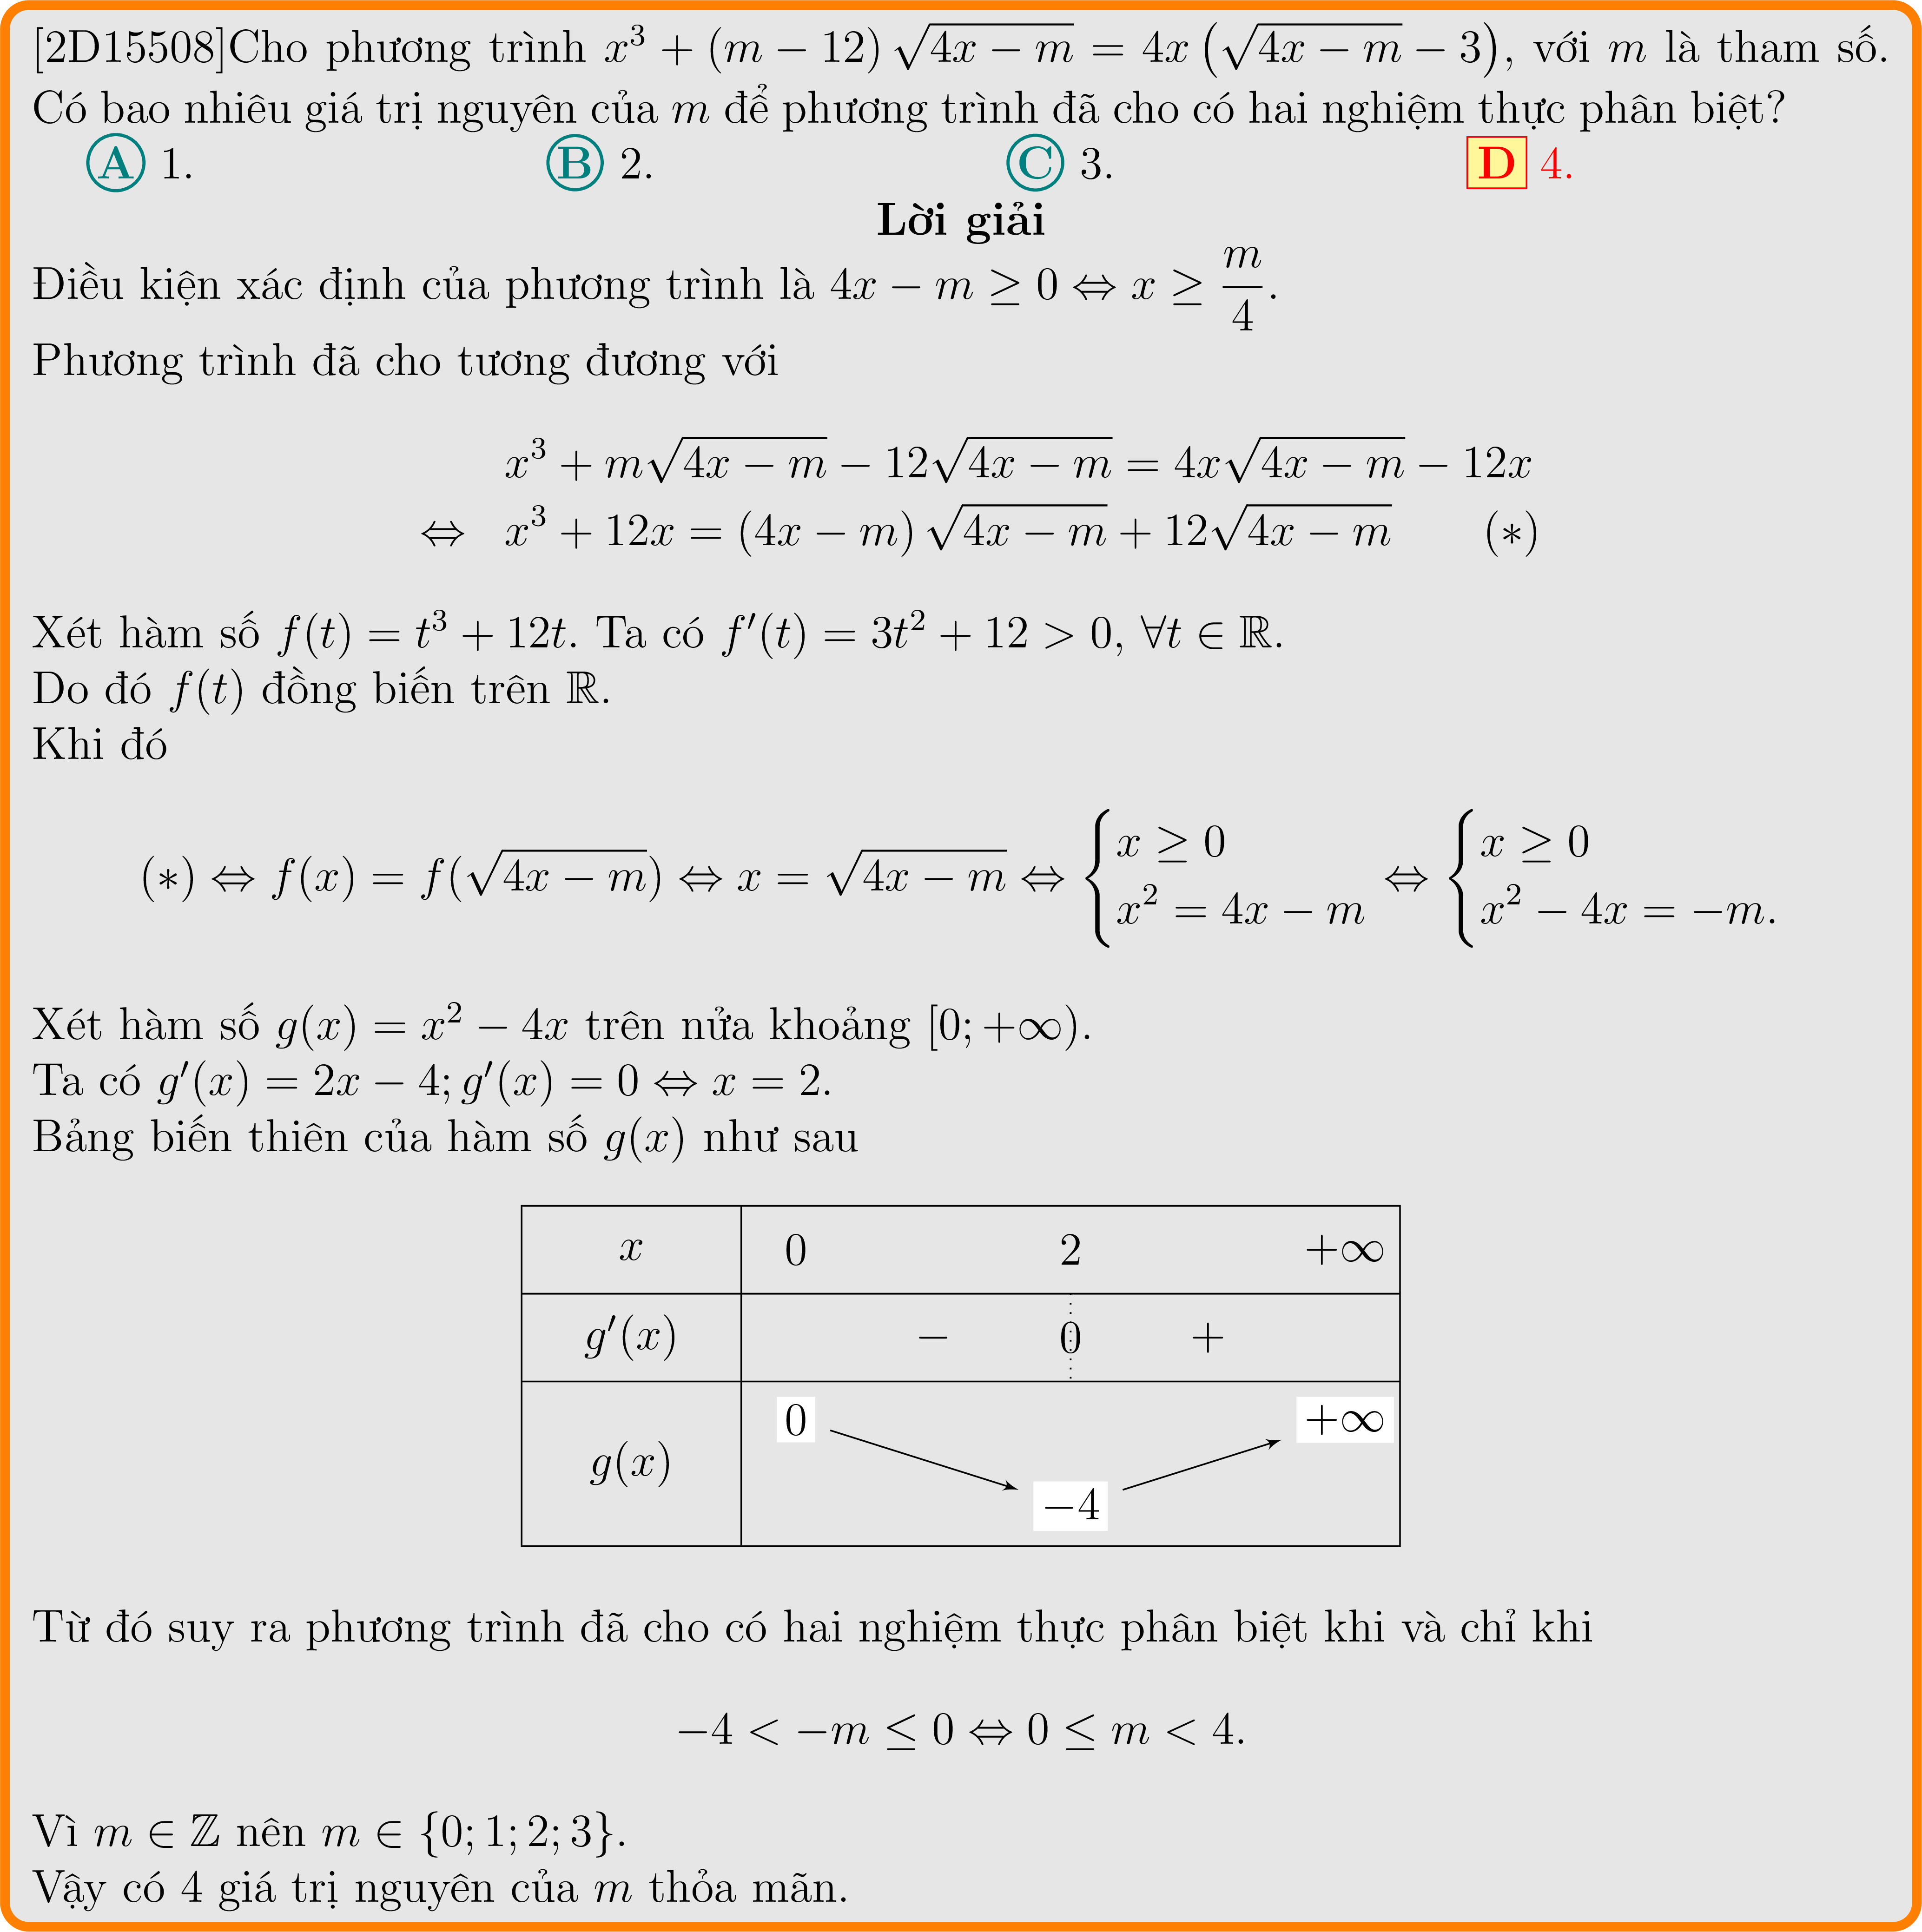 [2D15508]Cho phương trình $x^3 + (m - 12)\sqrt{4x - m} = 4x\left(\sqrt{4x - m} - 3\right)$, với $m$ là tham số.
Có bao nhiêu giá trị nguyên của $m$ để phương trình đã cho có hai nghiệm thực phân biệt?
A 1. B 2. C 3. D 4.
Lời giải
Điều kiện xác định của phương trình là $4x - m \geq 0 \Leftrightarrow x \geq \dfrac{m}{4}$.
Phương trình đã cho tương đương với
$x^3 + m\sqrt{4x - m} - 12\sqrt{4x - m} = 4x\sqrt{4x - m} - 12x$
$\Leftrightarrow x^3 + 12x = (4x - m)\sqrt{4x - m} + 12\sqrt{4x - m}$ (∗)
Xét hàm số $f(t) = t^3 + 12t$. Ta có $f'(t) = 3t^2 + 12 > 0, \forall t \in \mathbb{R}$.
Do đó $f(t)$ đồng biến trên $\mathbb{R}$.
Khi đó
$(∗) \Leftrightarrow f(x) = f(\sqrt{4x - m}) \Leftrightarrow x = \sqrt{4x - m} \Leftrightarrow \begin{cases} x \geq 0 \\ x^2 = 4x - m \end{cases} \Leftrightarrow \begin{cases} x \geq 0 \\ x^2 - 4x = -m. \end{cases}$
Xét hàm số $g(x) = x^2 - 4x$ trên nửa khoảng $[0; +\infty)$.
Ta có $g'(x) = 2x - 4; g'(x) = 0 \Leftrightarrow x = 2$.
Bảng biến thiên của hàm số $g(x)$ như sau
$x$ 0 2 $+\infty$
$g'(x)$ − 0 +
$g(x)$ 0 −4 $+\infty$
Từ đó suy ra phương trình đã cho có hai nghiệm thực phân biệt khi và chỉ khi
$-4 < -m \leq 0 \Leftrightarrow 0 \leq m < 4$.
Vì $m \in \mathbb{Z}$ nên $m \in \{0; 1; 2; 3\}$.
Vậy có 4 giá trị nguyên của $m$ thỏa mãn.